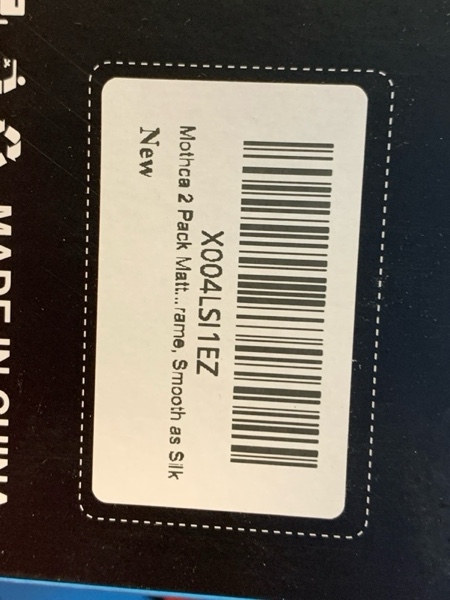 X004LSI1EZ
Mothca 2 Pack Matt...rame, Smooth as Silk
New
MADE IN CHINA